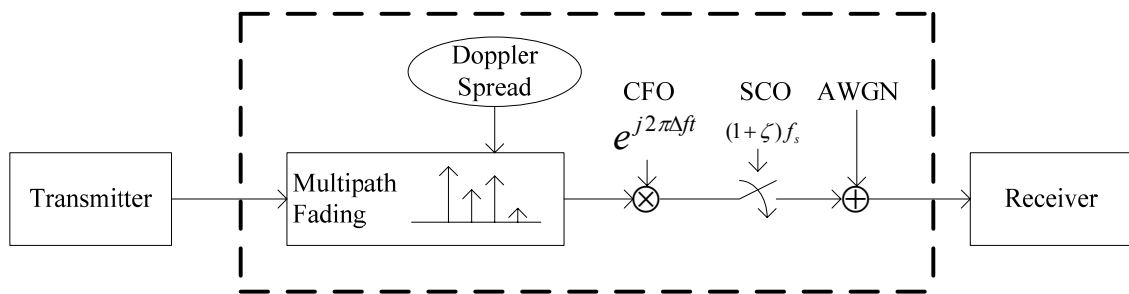 Doppler
Spread
CFO
SCO
AWGN
e^{j2πΔft}
(1+ζ)f_s
Transmitter
Multipath
Fading
Receiver